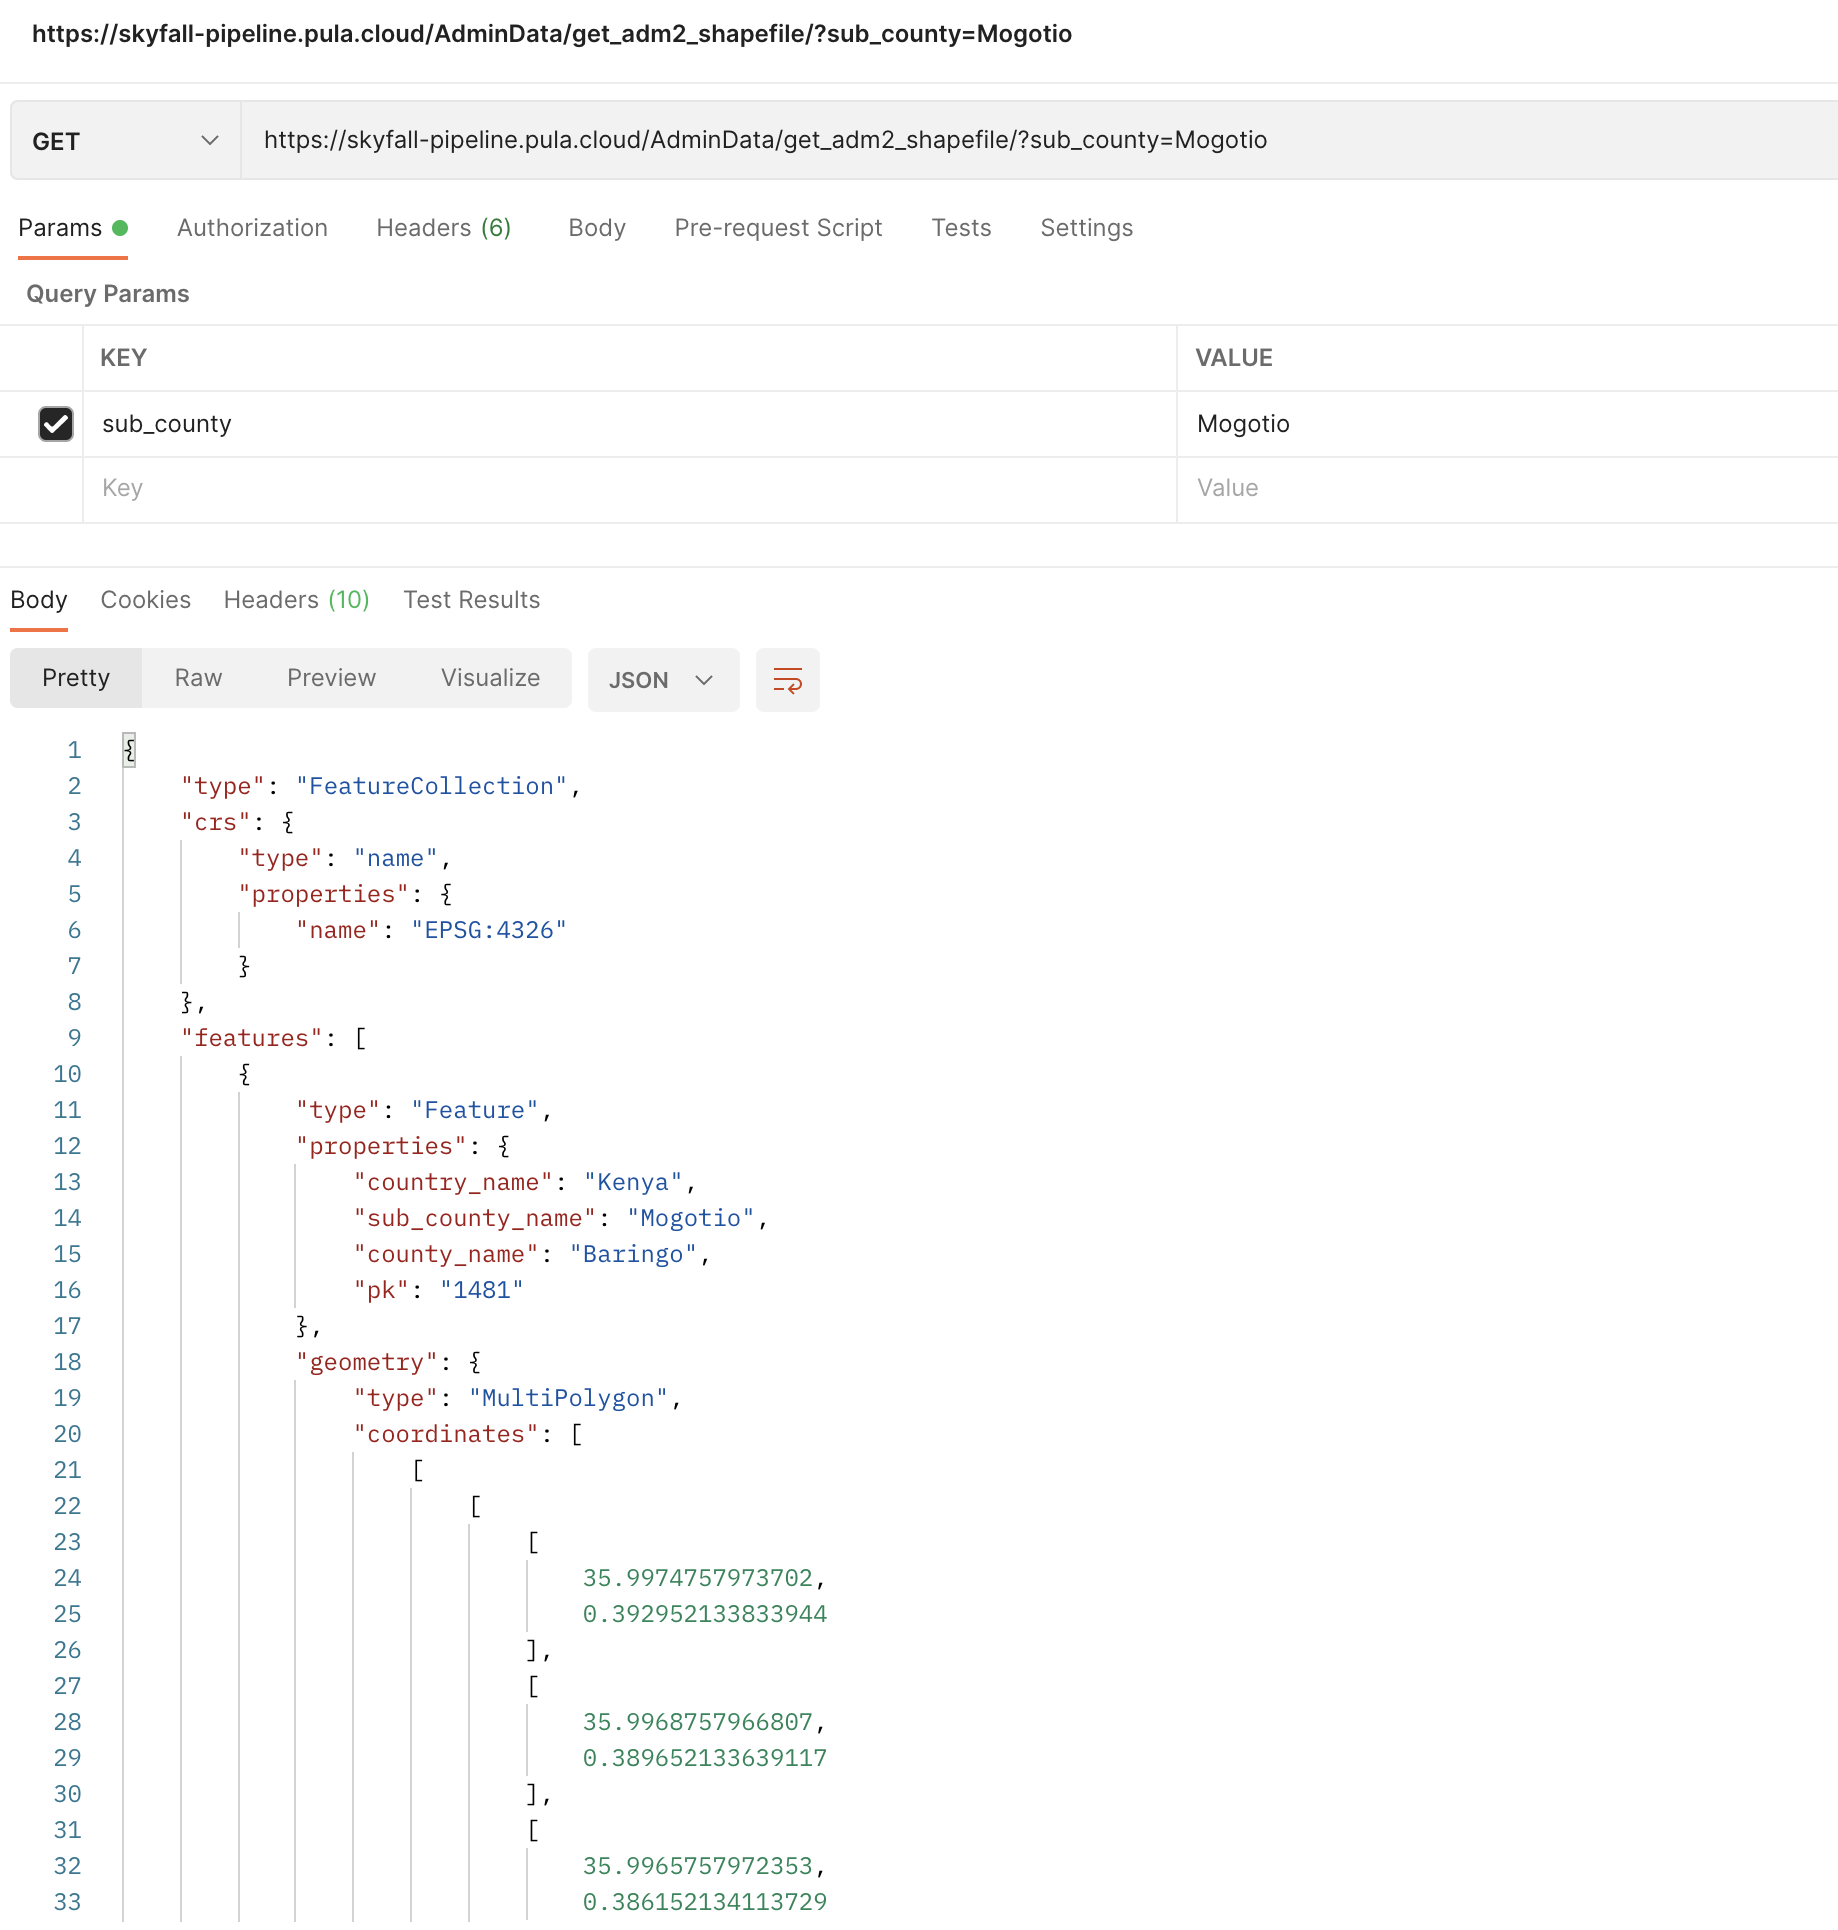 https://skyfall-pipeline.pula.cloud/AdminData/get_adm2_shapefile/?sub_county=Mogotio
GET https://skyfall-pipeline.pula.cloud/AdminData/get_adm2_shapefile/?sub_county=Mogotio
Params Authorization Headers (6) Body Pre-request Script Tests Settings
Query Params
KEY VALUE
sub_county Mogotio
Key Value
Body Cookies Headers (10) Test Results
Pretty Raw Preview Visualize JSON
1 {
2 "type": "FeatureCollection",
3 "crs": {
4 "type": "name",
5 "properties": {
6 "name": "EPSG:4326"
7 }
8 },
9 "features": [
10 {
11 "type": "Feature",
12 "properties": {
13 "country_name": "Kenya",
14 "sub_county_name": "Mogotio",
15 "county_name": "Baringo",
16 "pk": "1481"
17 },
18 "geometry": {
19 "type": "MultiPolygon",
20 "coordinates": [
21 [
22 [
23 [
24 35.9974757973702,
25 0.392952133833944
26 ],
27 [
28 35.9968757966807,
29 0.389652133639117
30 ],
31 [
32 35.9965757972353,
33 0.386152134113729